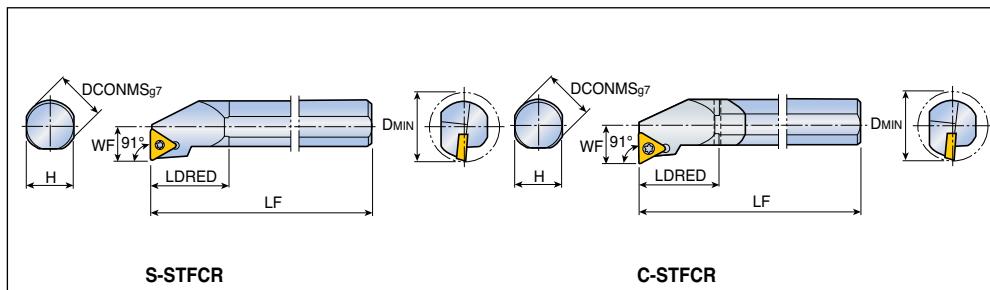 DCONMSg7
WF
91°
H
LDRED
LF
DMIN
S-STFCR
DCONMSg7
WF
91°
H
LDRED
LF
DMIN
C-STFCR